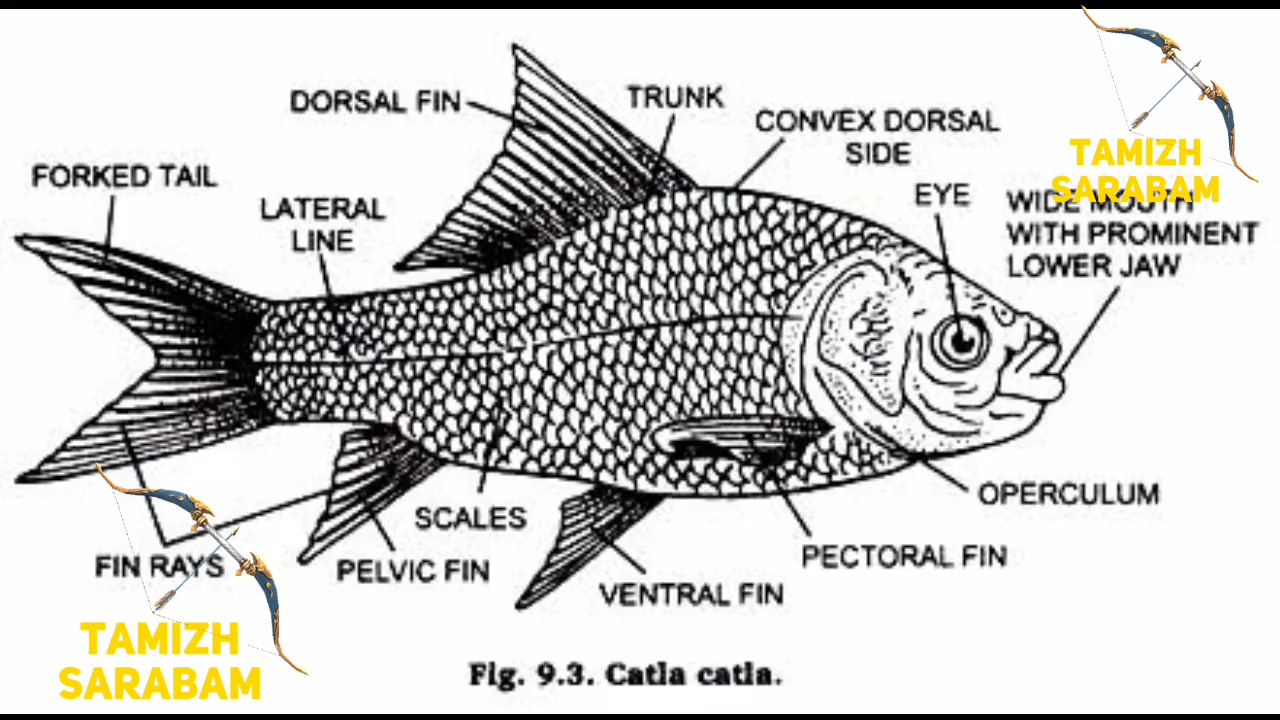 DORSAL FIN
TRUNK
CONVEX DORSAL
SIDE
TAMIZH
SARABAM
FORKED TAIL
LATERAL
LINE
EYE
WIDE MOUTH
WITH PROMINENT
LOWER JAW
OPERCULUM
SCALES
PECTORAL FIN
FIN RAYS
PELVIC FIN
VENTRAL FIN
TAMIZH
SARABAM
Fig. 9.3. Catla catla.